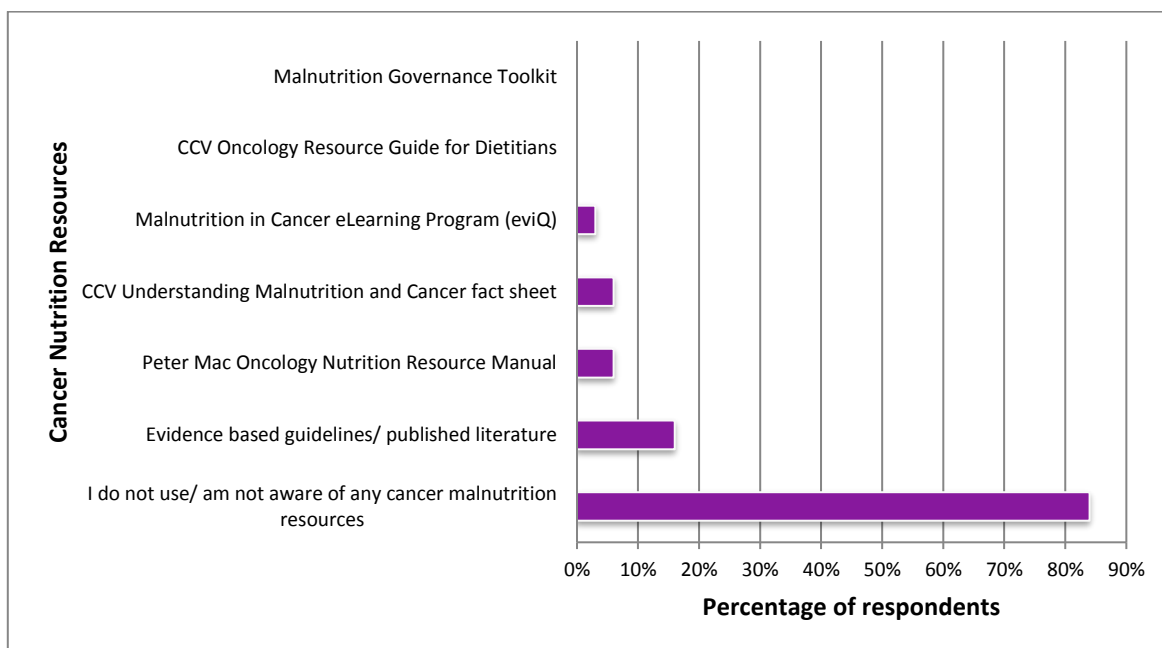 Cancer Nutrition Resources
Malnutrition Governance Toolkit
CCV Oncology Resource Guide for Dietitians
Malnutrition in Cancer eLearning Program (eviQ)
CCV Understanding Malnutrition and Cancer fact sheet
Peter Mac Oncology Nutrition Resource Manual
Evidence based guidelines/ published literature
I do not use/ am not aware of any cancer malnutrition
resources
0% 10% 20% 30% 40% 50% 60% 70% 80% 90%
Percentage of respondents